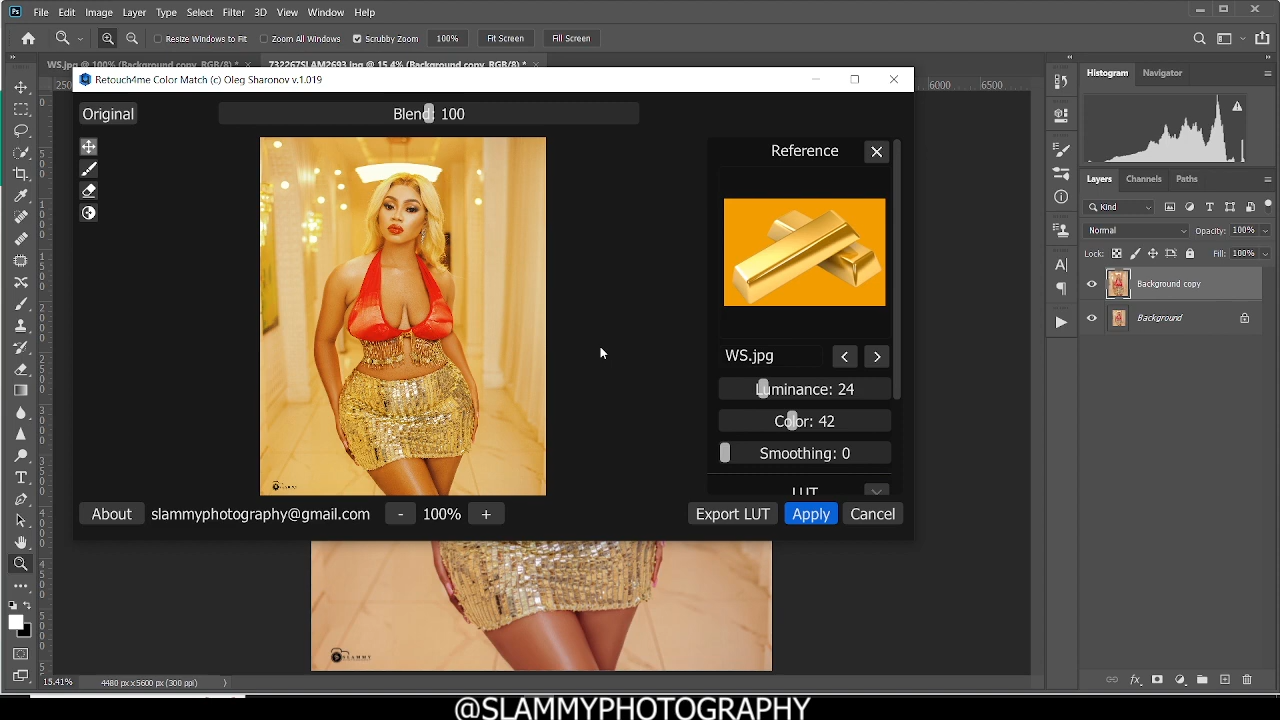 Ps File Edit Image Layer Type Select Filter 3D View Window Help
Resize Windows to Fit Zoom All Windows Scrubby Zoom 100% Fit Screen Fill Screen
WS.jpg @ 100% (Background copy, RGB/8) * × 732267SLAM2693.jpg @ 15.4% (Background copy, RGB/8) * ×
Retouch4me Color Match (c) Oleg Sharonov v.1.019
250 6000 6500
Original Blend: 100
Reference
WS.jpg < >
Luminance: 24
Color: 42
Smoothing: 0
LUT
About slammyphotography@gmail.com - 100% + Export LUT Apply Cancel
Histogram Navigator
Layers Channels Paths
Kind
Normal Opacity: 100%
Lock: Fill: 100%
Background copy
Background
SLAMMY
15.41% 4480 px x 5600 px (300 ppi) >
@SLAMMYPHOTOGRAPHY